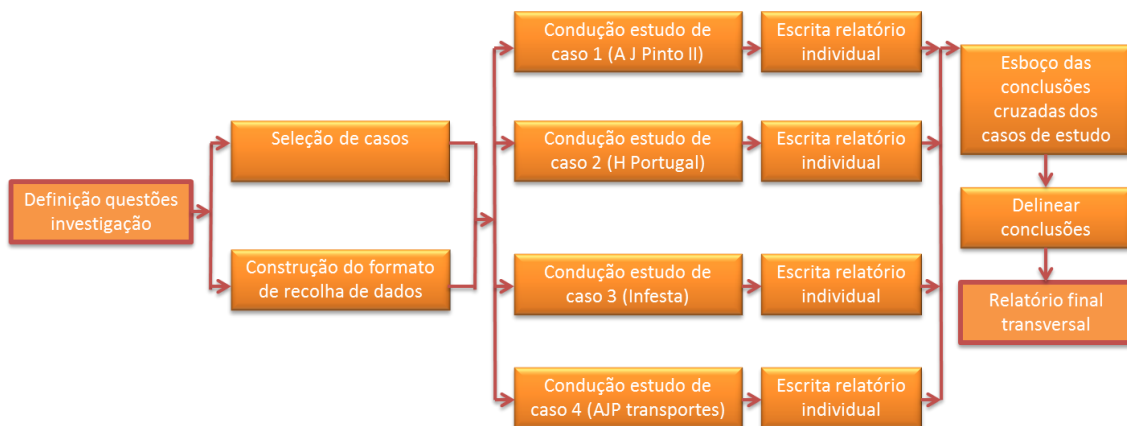 Definição questões
investigação
Seleção de casos
Construção do formato
de recolha de dados
Condução estudo de
caso 1 (A J Pinto II)
Escrita relatório
individual
Condução estudo de
caso 2 (H Portugal)
Escrita relatório
individual
Condução estudo de
caso 3 (Infesta)
Escrita relatório
individual
Condução estudo de
caso 4 (AJP transportes)
Escrita relatório
individual
Esboço das
conclusões
cruzadas dos
casos de estudo
Delinear
conclusões
Relatório final
transversal